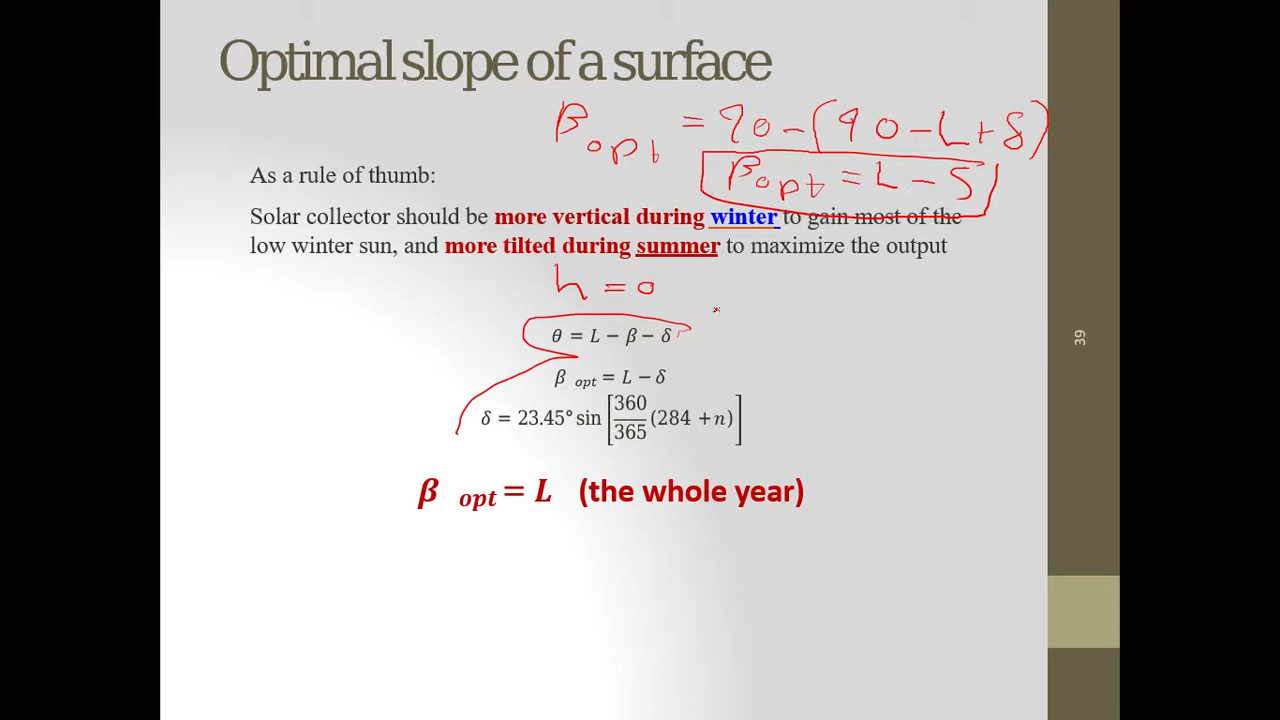 Optimal slope of a surface
β opt = 90 - (90 - L + δ)
β opt = L - δ
As a rule of thumb:
Solar collector should be more vertical during winter to gain most of the
low winter sun, and more tilted during summer to maximize the output
h = 0
θ = L − β − δ
β opt = L − δ
δ = 23.45° sin [360/365 (284 + n)]
β opt = L (the whole year)
39